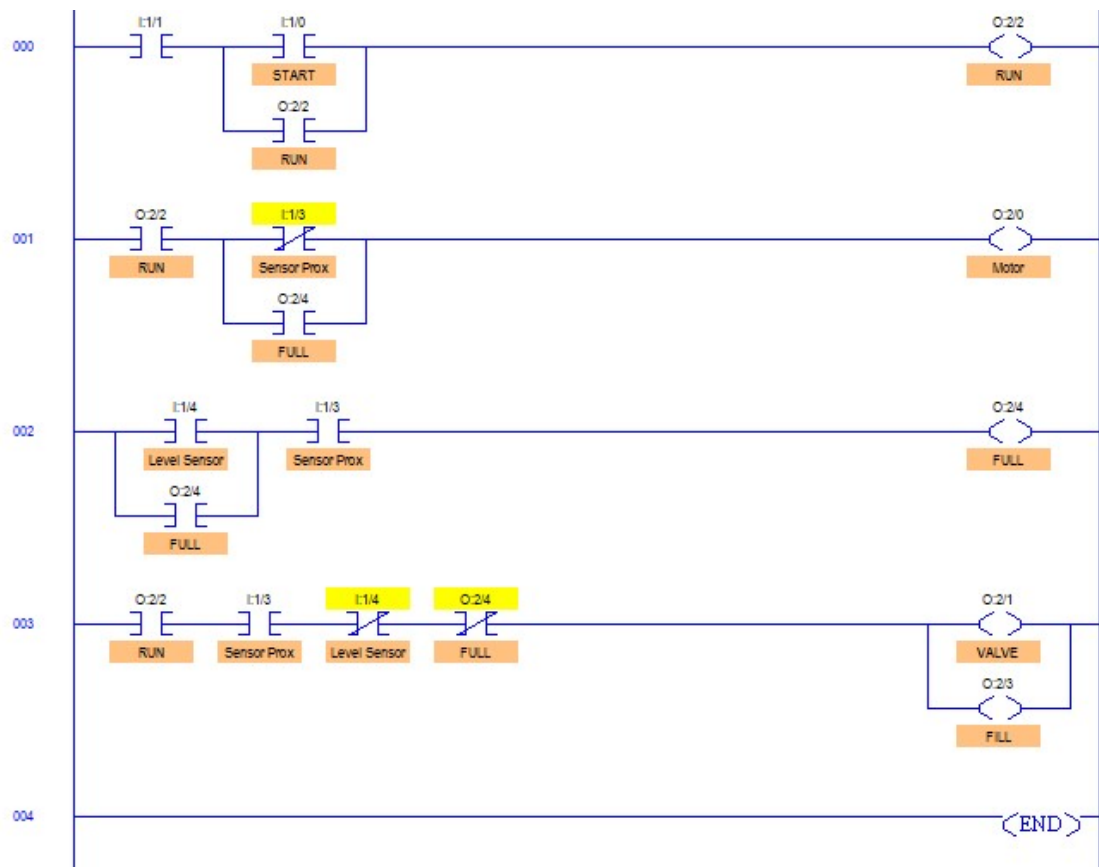 I:1/1 I:1/0 O:2/2
000
START RUN
O:2/2
RUN
O:2/2 I:1/3 O:2/0
001
RUN Sensor Prox Motor
O:2/4
FULL
I:1/4 I:1/3 O:2/4
002
Level Sensor Sensor Prox FULL
O:2/4
FULL
O:2/2 I:1/3 I:1/4 O:2/4 O:2/1
003
RUN Sensor Prox Level Sensor FULL VALVE
O:2/3
FILL
004 END